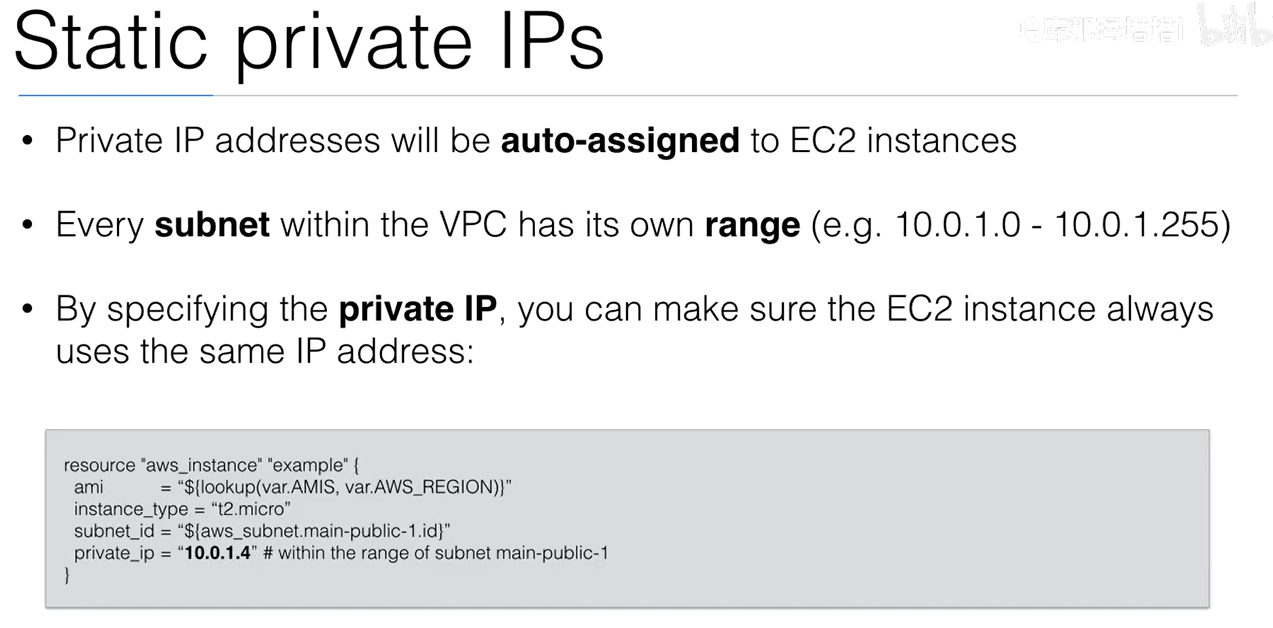 Static private IPs
bilibili
• Private IP addresses will be auto-assigned to EC2 instances
• Every subnet within the VPC has its own range (e.g. 10.0.1.0 - 10.0.1.255)
• By specifying the private IP, you can make sure the EC2 instance always
uses the same IP address:
resource "aws_instance" "example" {
ami = “${lookup(var.AMIS, var.AWS_REGION)}”
instance_type = “t2.micro”
subnet_id = “${aws_subnet.main-public-1.id}”
private_ip = “10.0.1.4” # within the range of subnet main-public-1
}